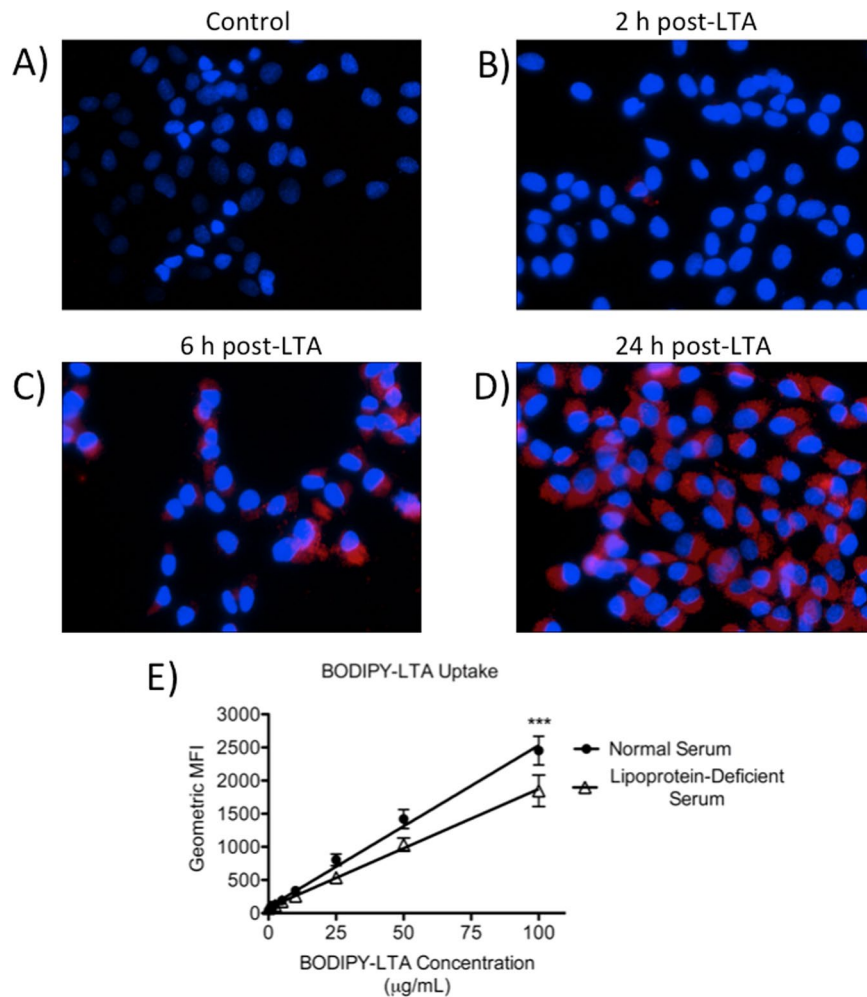 Control
2 h post-LTA
A)
B)
6 h post-LTA
24 h post-LTA
C)
D)
E)
BODIPY-LTA Uptake
3000
2500
2000
1500
1000
500
0
Geometric MFI
***
Normal Serum
Lipoprotein-Deficient
Serum
0
25
50
75
100
BODIPY-LTA Concentration
(μg/mL)